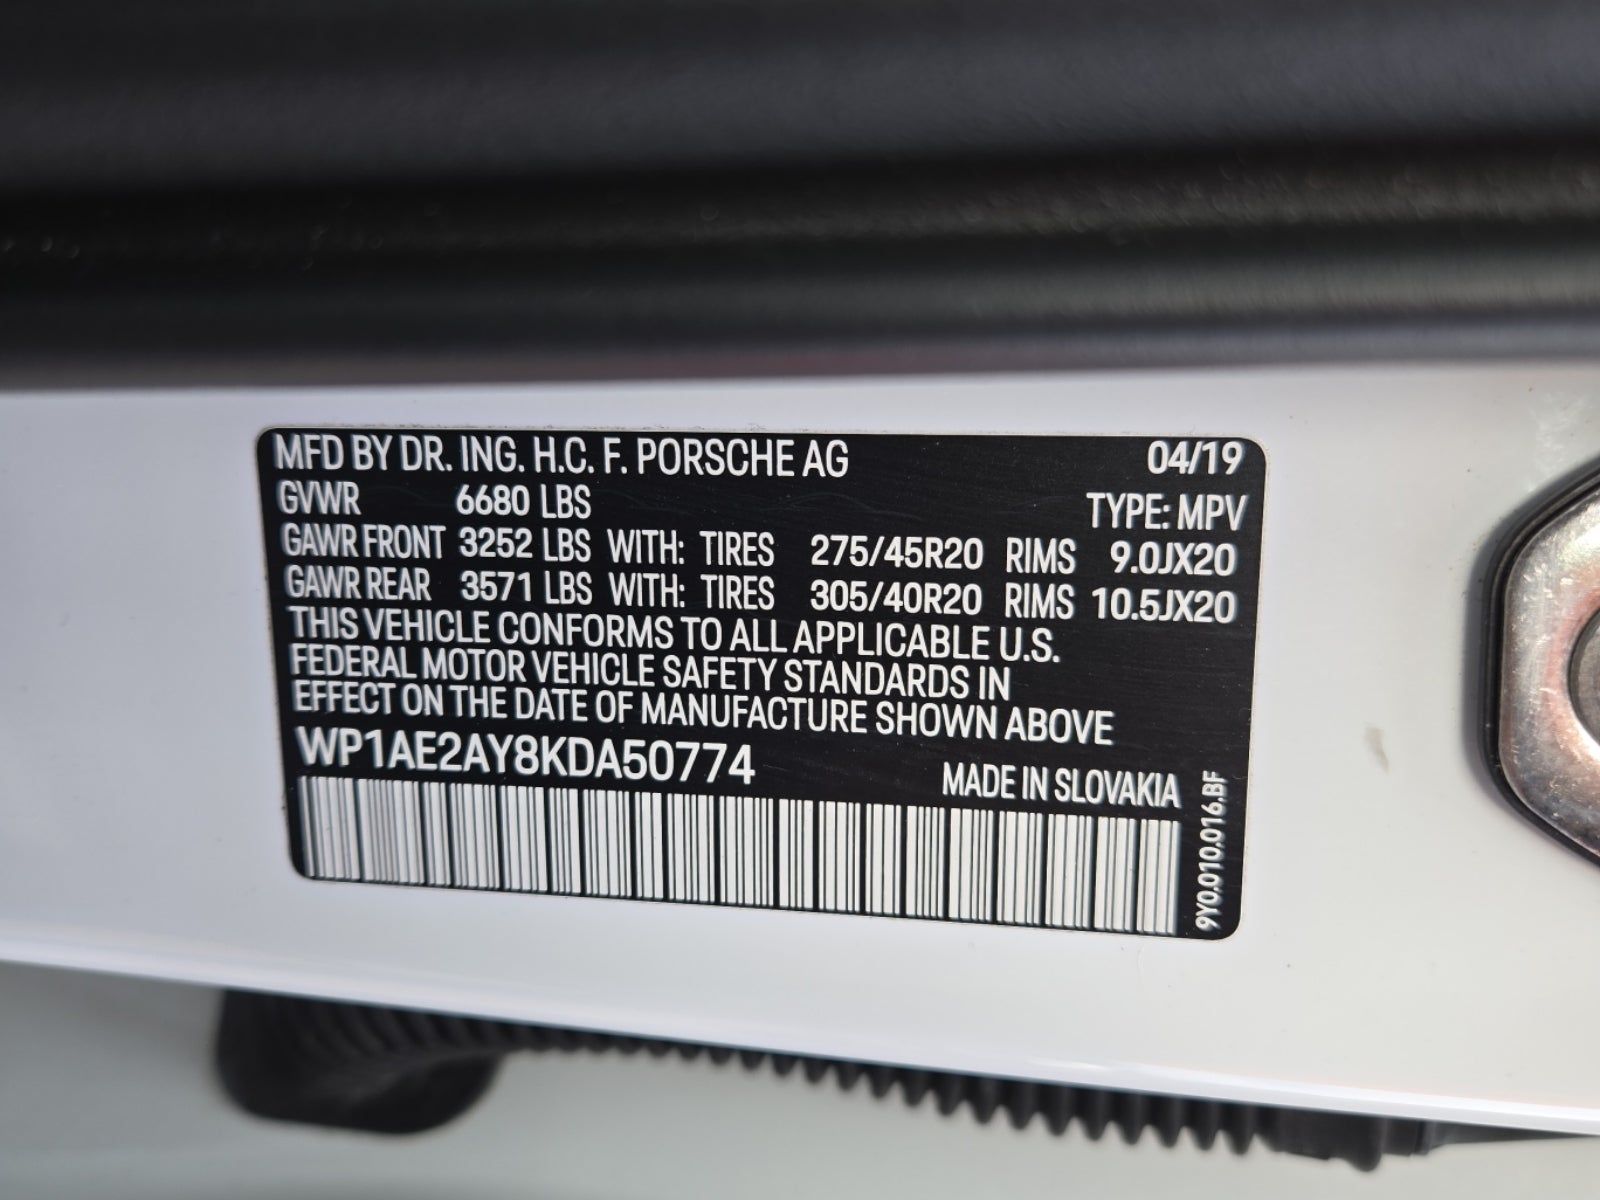 MFD BY DR. ING. H.C. F. PORSCHE AG 04/19
GVWR 6680 LBS TYPE: MPV
GAWR FRONT 3252 LBS WITH: TIRES 275/45R20 RIMS 9.0JX20
GAWR REAR 3571 LBS WITH: TIRES 305/40R20 RIMS 10.5JX20
THIS VEHICLE CONFORMS TO ALL APPLICABLE U.S.
FEDERAL MOTOR VEHICLE SAFETY STANDARDS IN
EFFECT ON THE DATE OF MANUFACTURE SHOWN ABOVE
WP1AE2AY8KDA50774
MADE IN SLOVAKIA
9Y0.010.016.BF